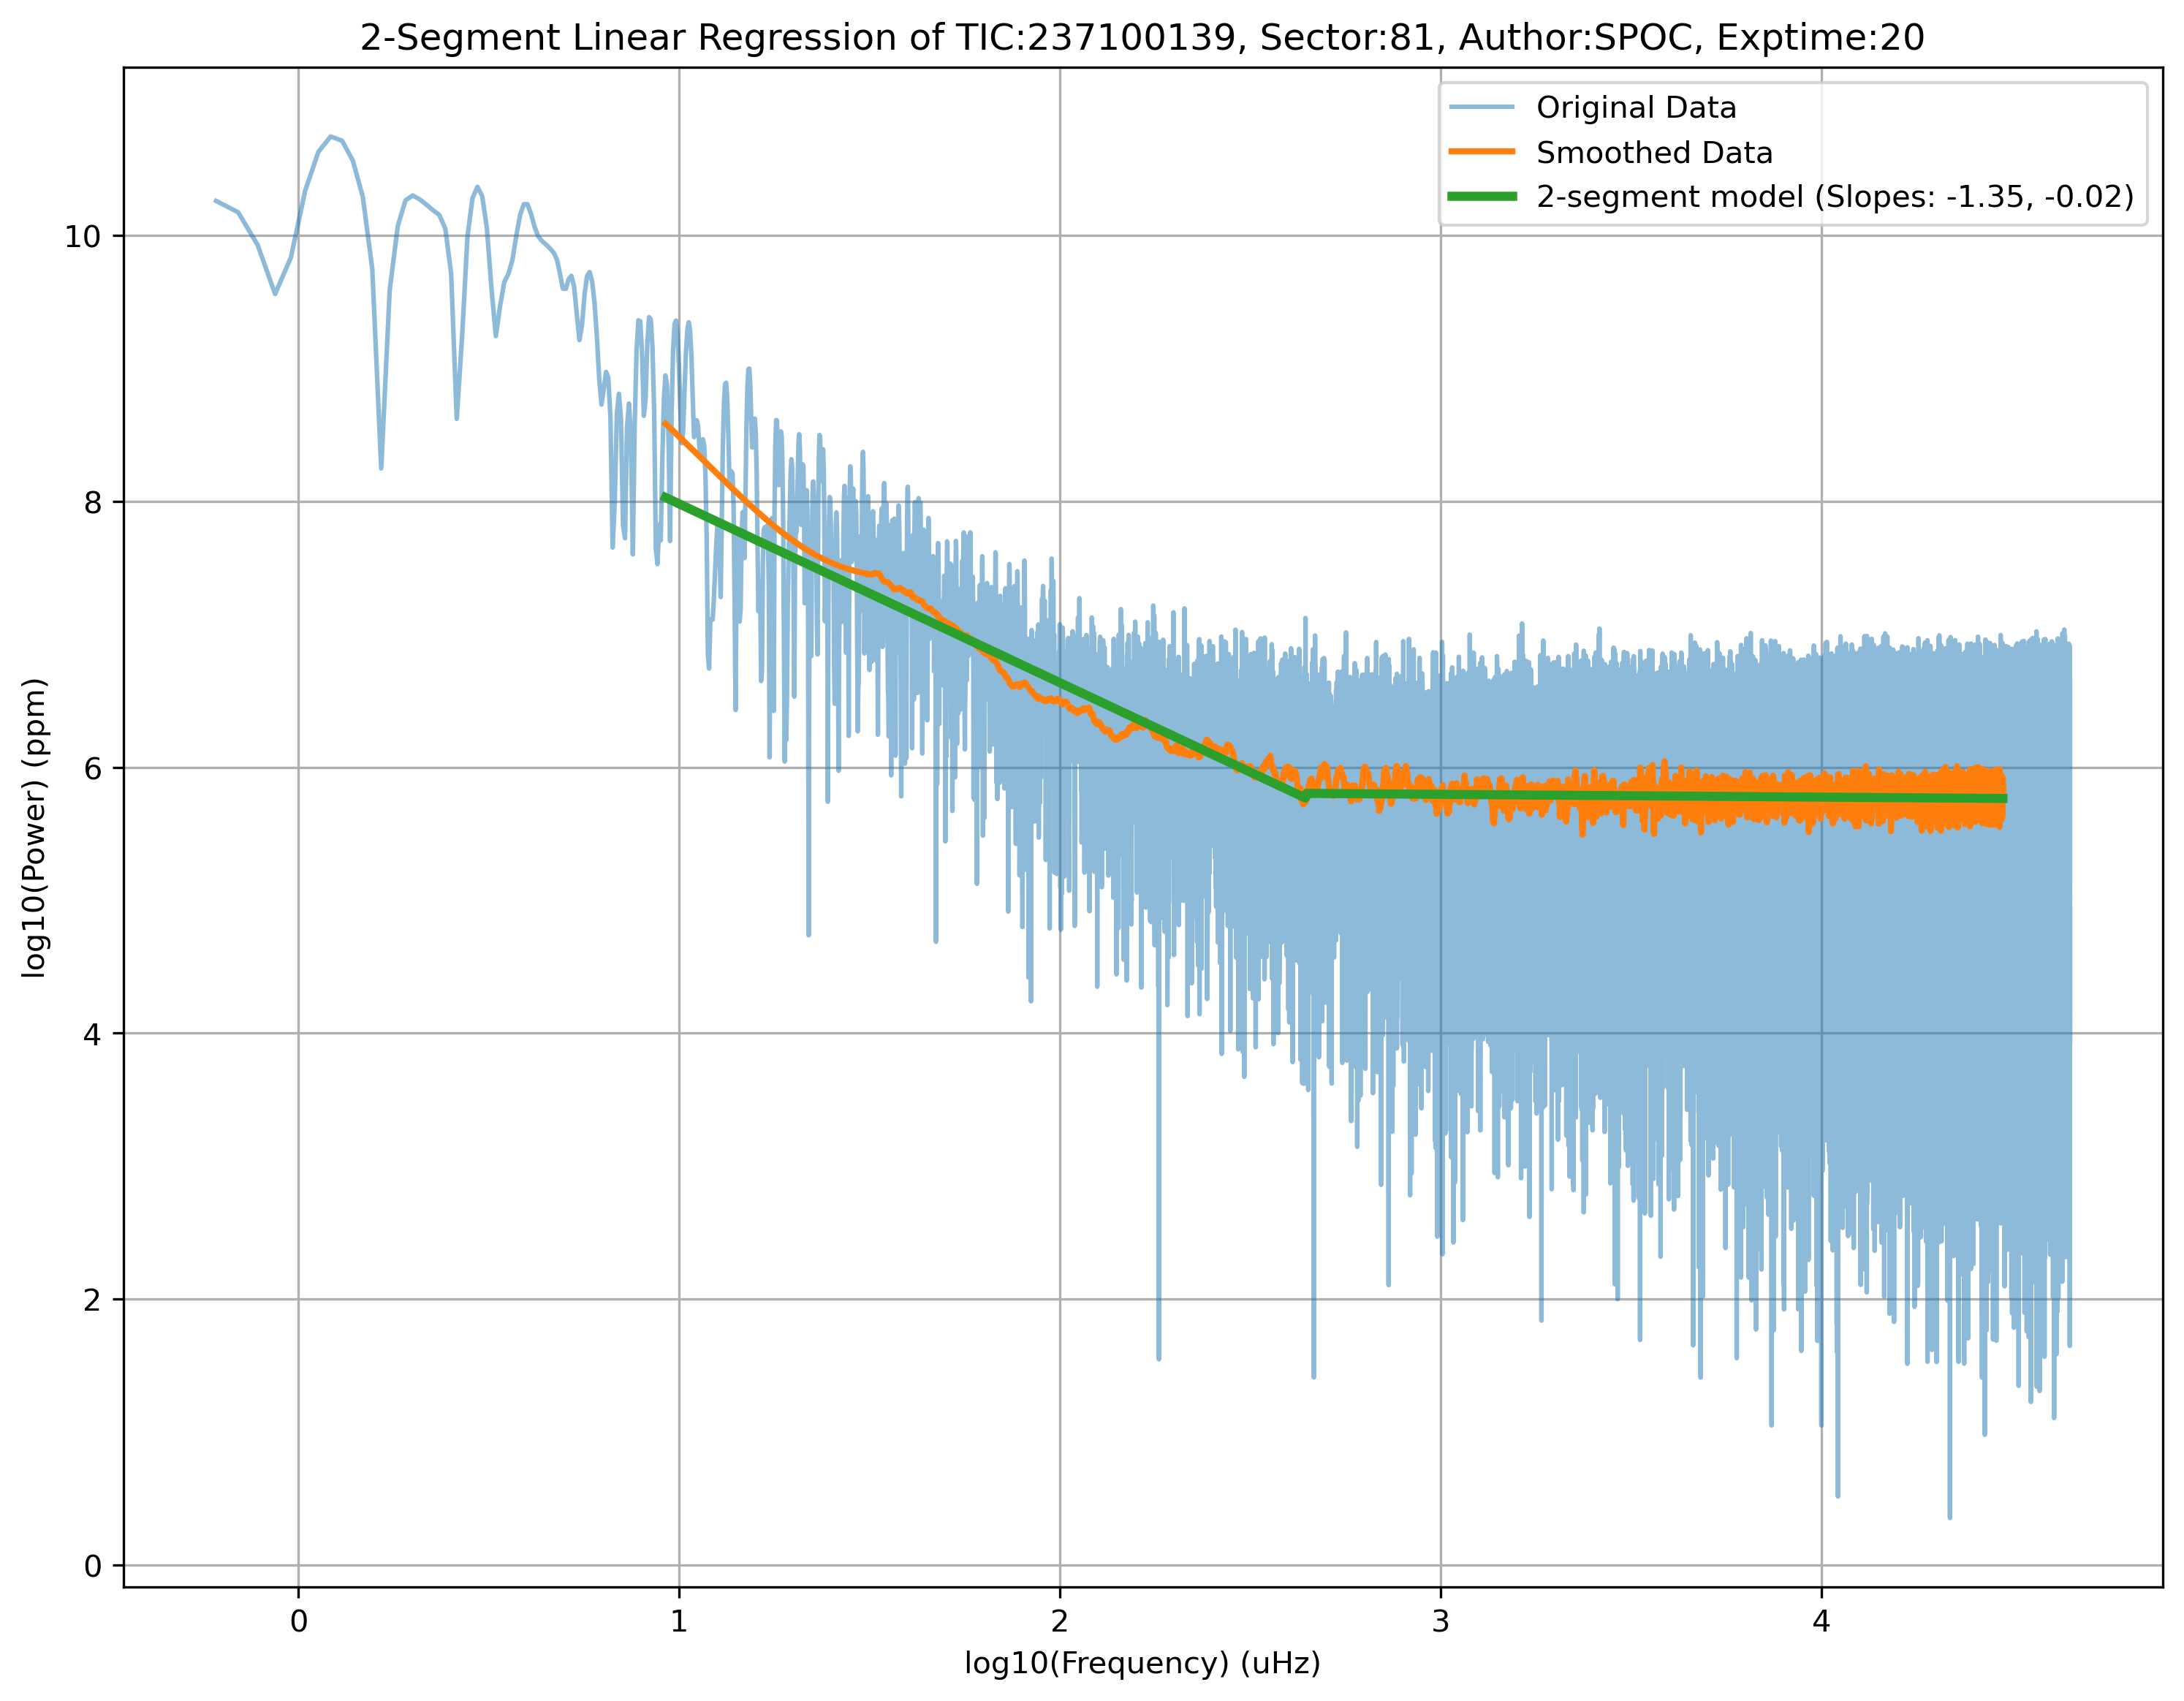 2-Segment Linear Regression of TIC:237100139, Sector:81, Author:SPOC, Exptime:20
Original Data
Smoothed Data
2-segment model (Slopes: -1.35, -0.02)
log10(Power) (ppm)
10
8
6
4
2
0
0 1 2 3 4
log10(Frequency) (uHz)